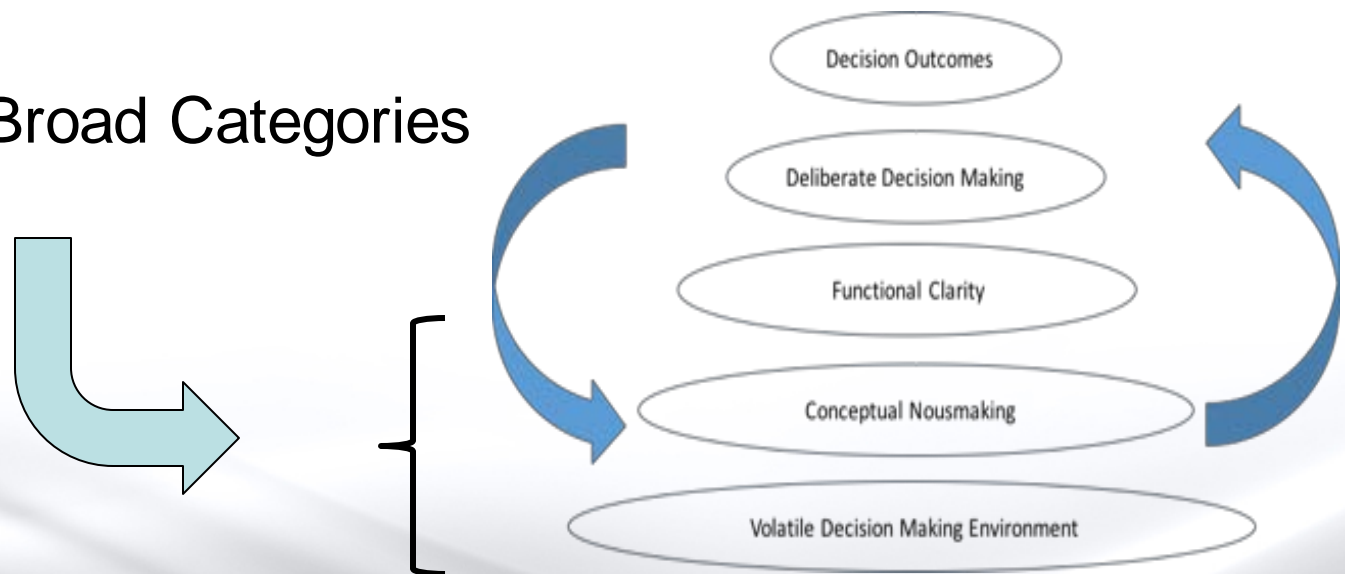 Decision Outcomes
Broad Categories
Deliberate Decision Making
Functional Clarity
Conceptual Nousmaking
Volatile Decision Making Environment